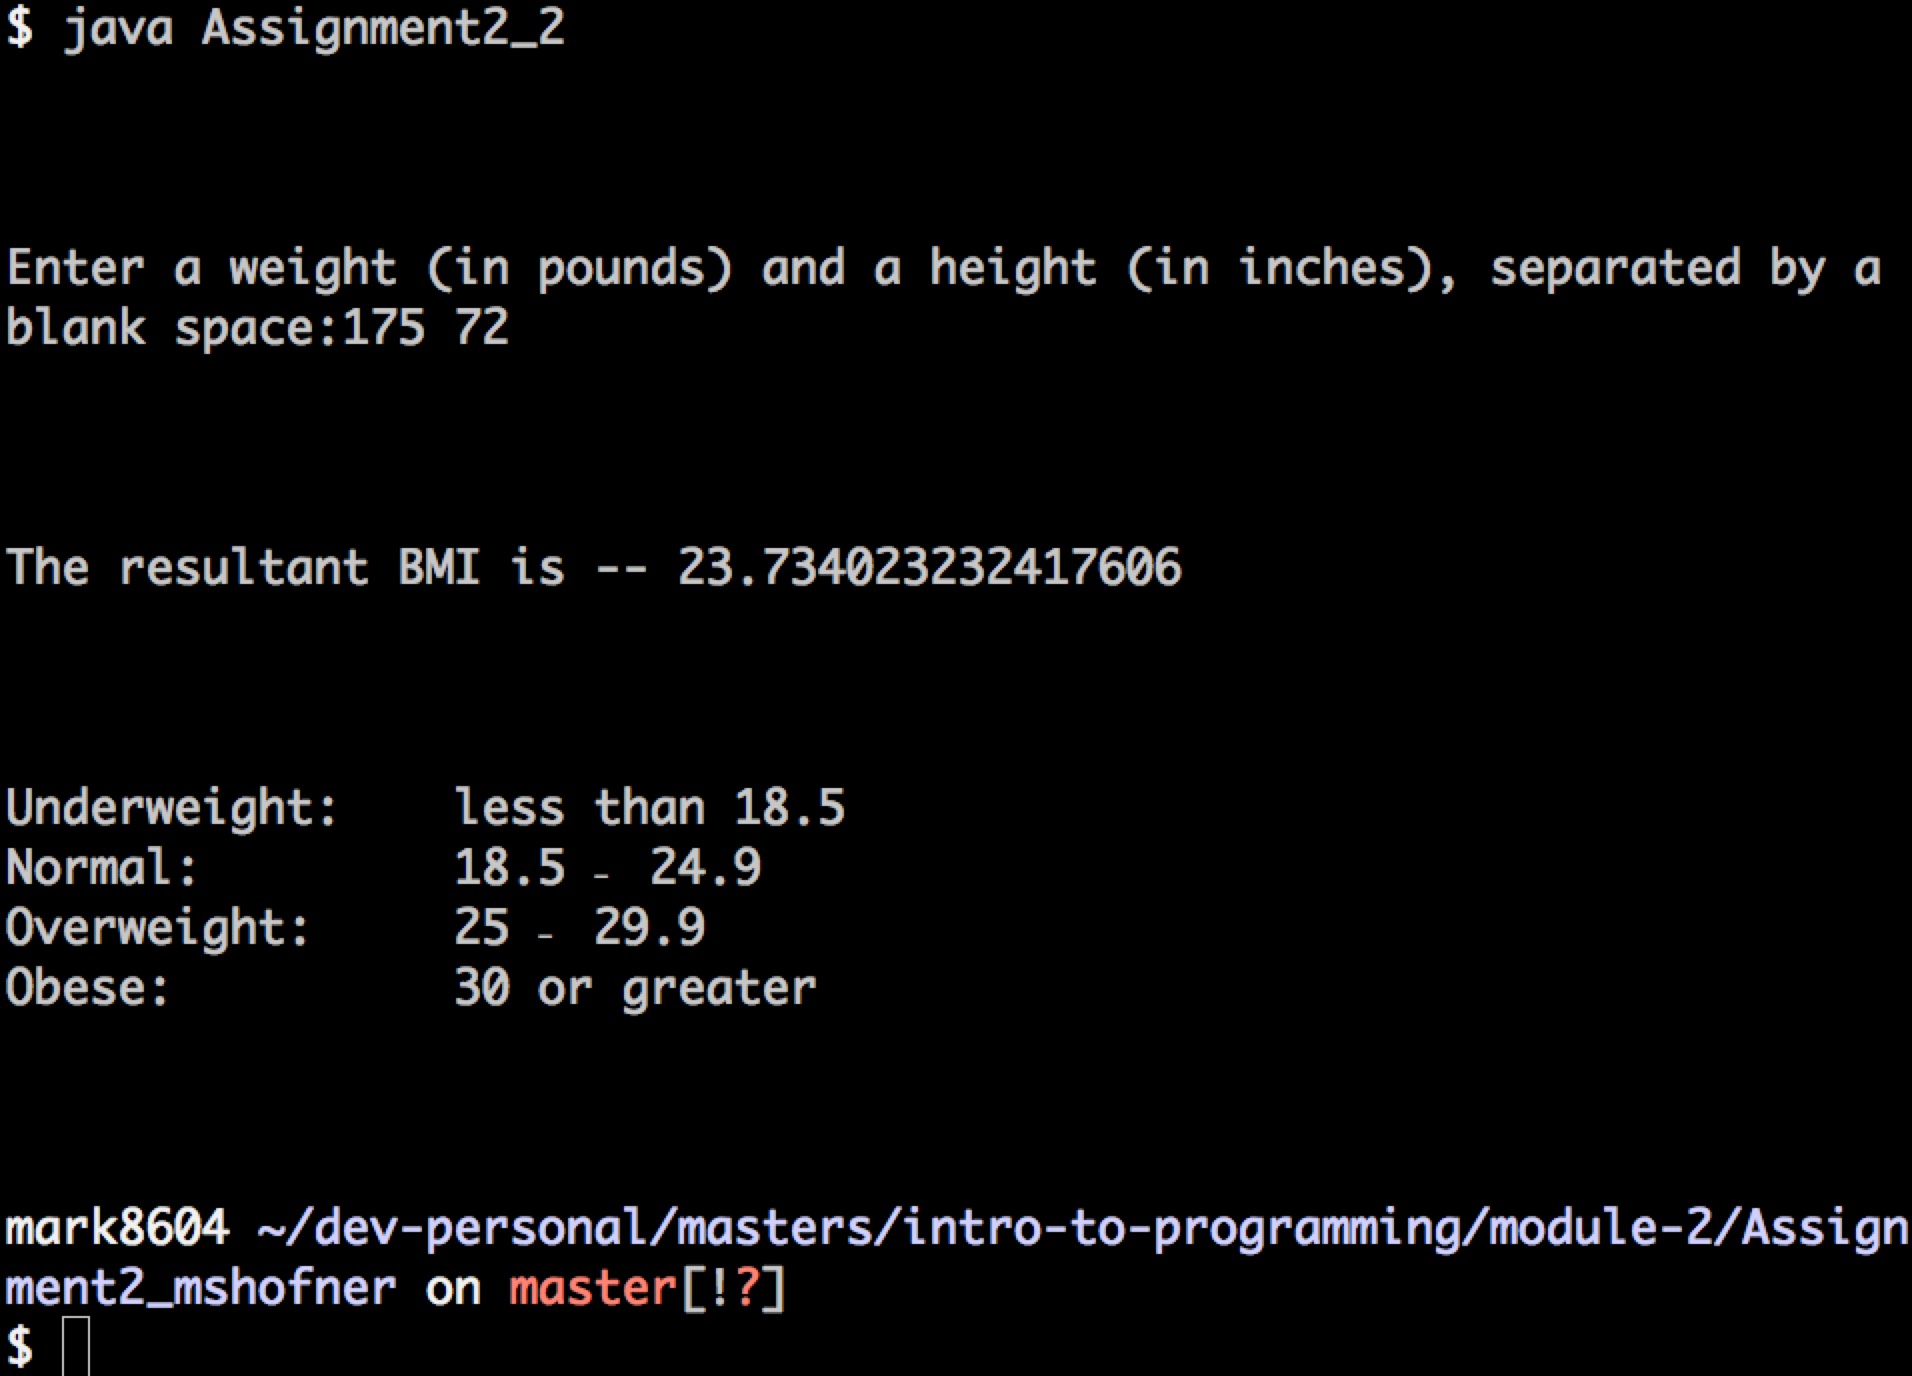 $ java Assignment2_2
Enter a weight (in pounds) and a height (in inches), separated by a
blank space:175 72
The resultant BMI is -- 23.734023232417606
Underweight:    less than 18.5
Normal:         18.5 – 24.9
Overweight:     25 – 29.9
Obese:          30 or greater
mark8604 ~/dev-personal/masters/intro-to-programming/module-2/Assign
ment2_mshofner on master[!?]
$